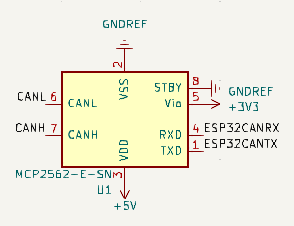 GNDREF
2
VSS
CANL 6 CANL
STBY 8 GNDREF
Vio 5 +3V3
CANH 7 CANH
RXD 4 ESP32CANRX
TXD 1 ESP32CANTX
VDD
3
MCP2562-E-SN
U1
+5V